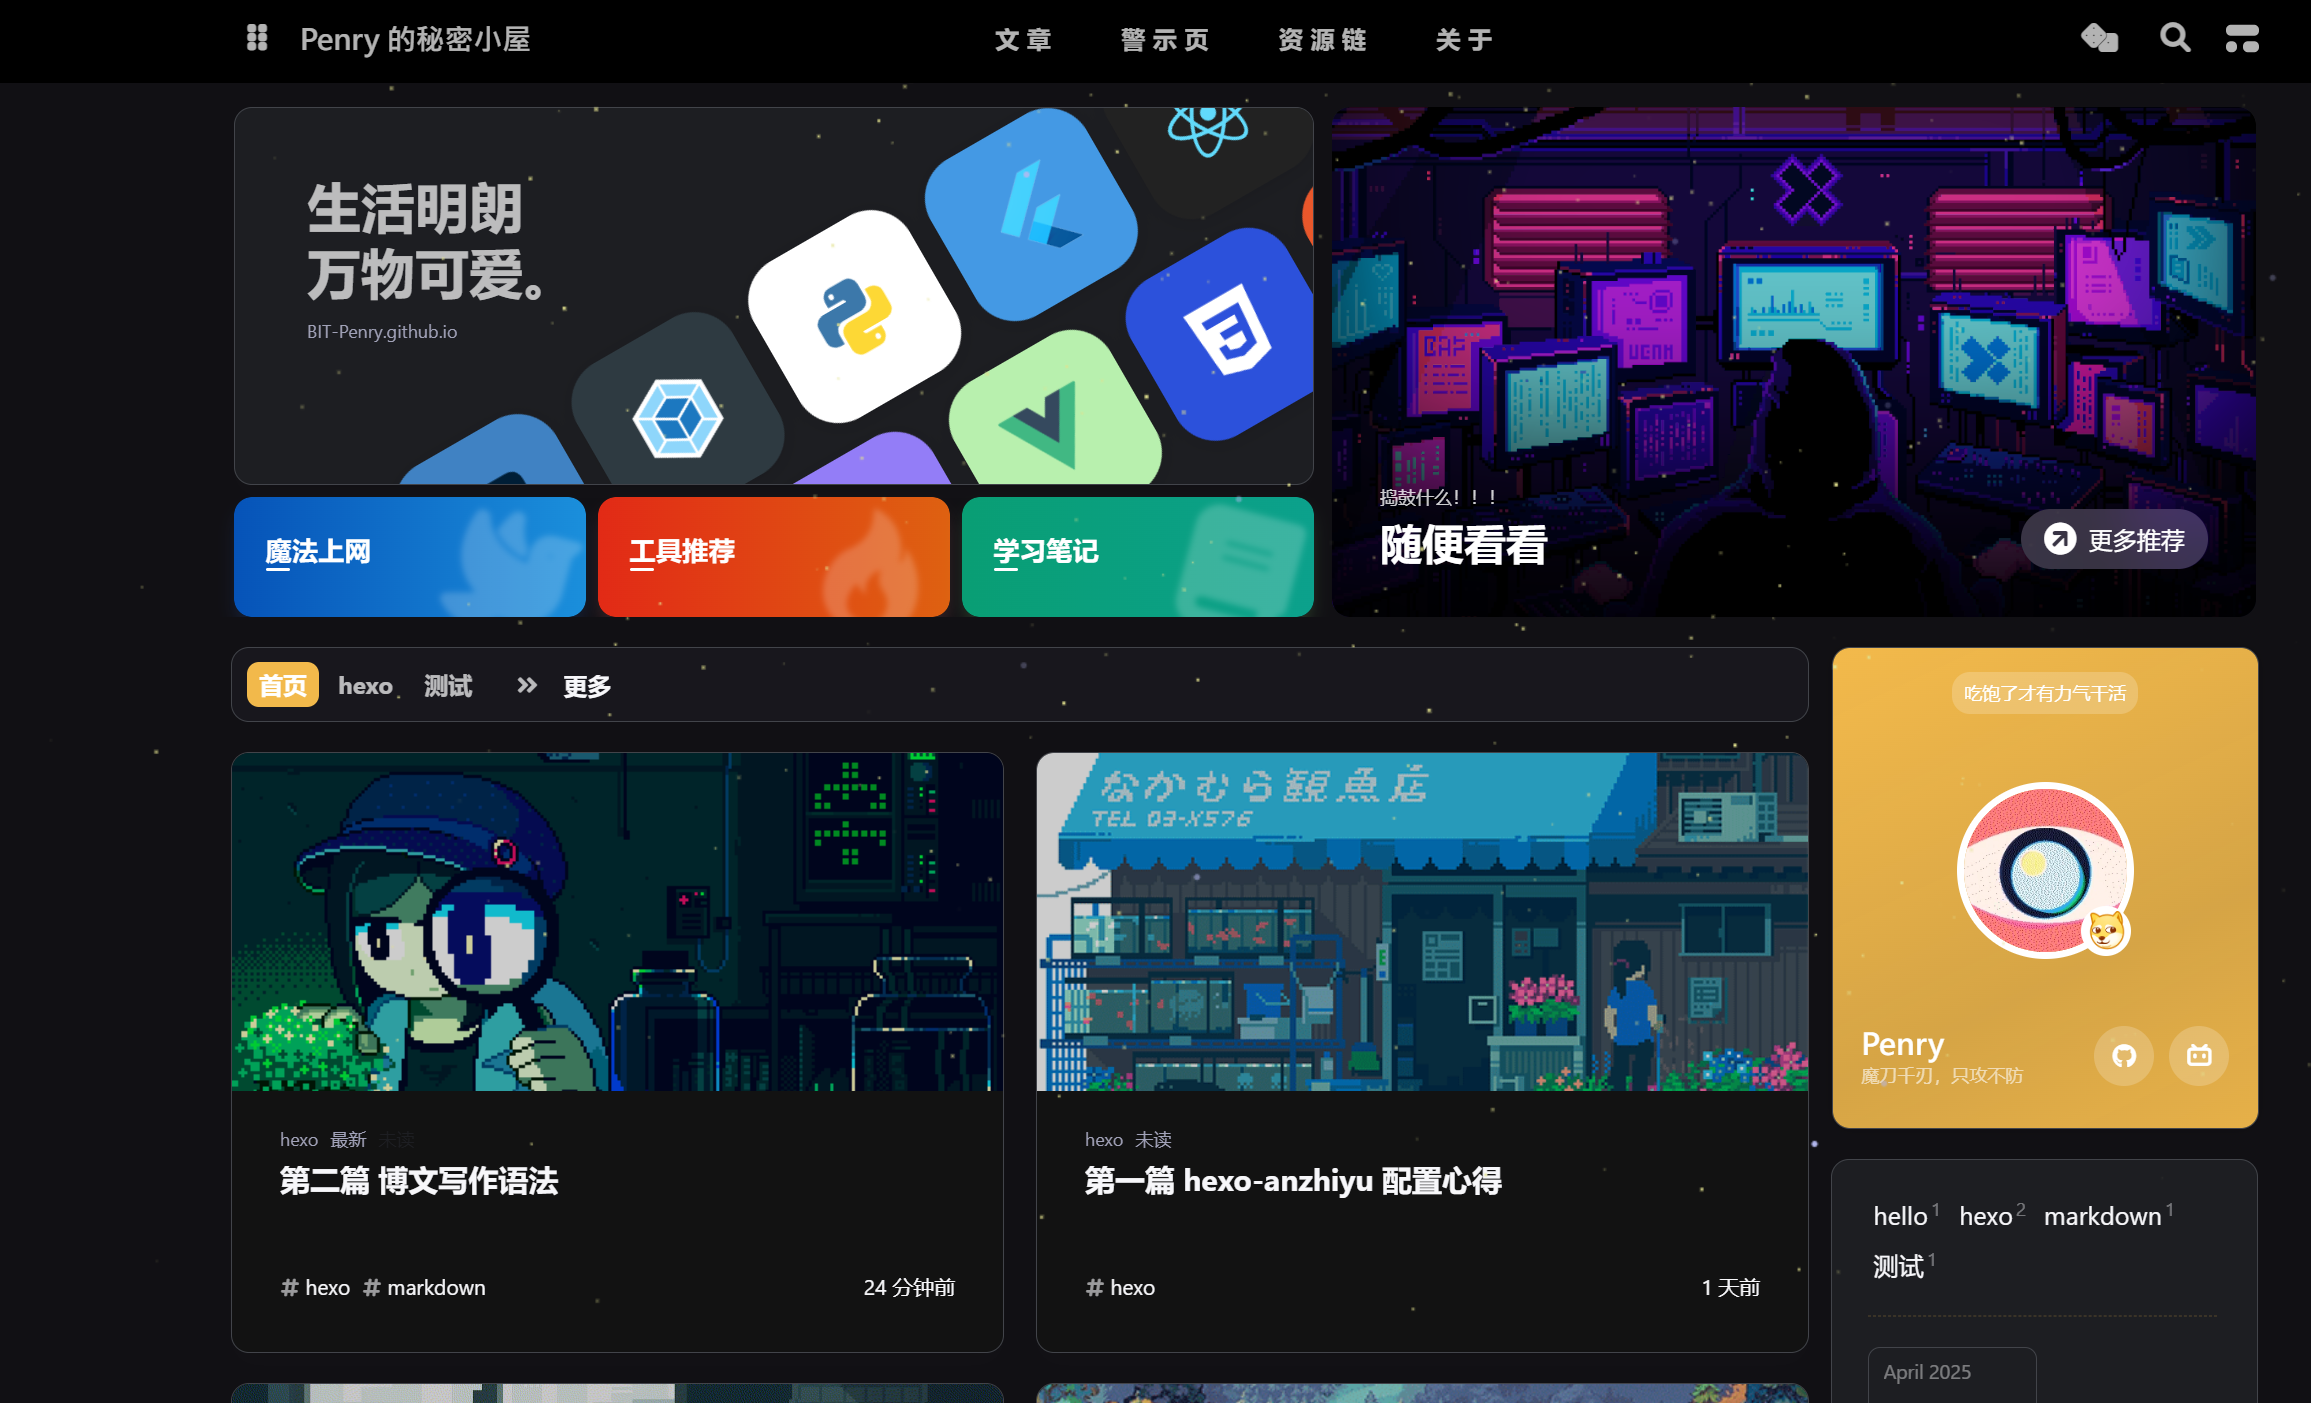 Penry 的秘密小屋
文章 警示页 资源链 关于
生活明朗
万物可爱。
BIT-Penry.github.io
捣鼓什么！！！
随便看看
更多推荐
魔法上网
工具推荐
学习笔记
首页 hexo 测试 更多
吃饱了才有力气干活
Penry
魔刀千刃，只攻不防
なかむら観魚店
TEL 03-X576
hexo 最新 未读
第二篇 博文写作语法
# hexo # markdown 24 分钟前
hexo 未读
第一篇 hexo-anzhiyu 配置心得
# hexo 1 天前
hello 1 hexo 2 markdown 1
测试 1
April 2025